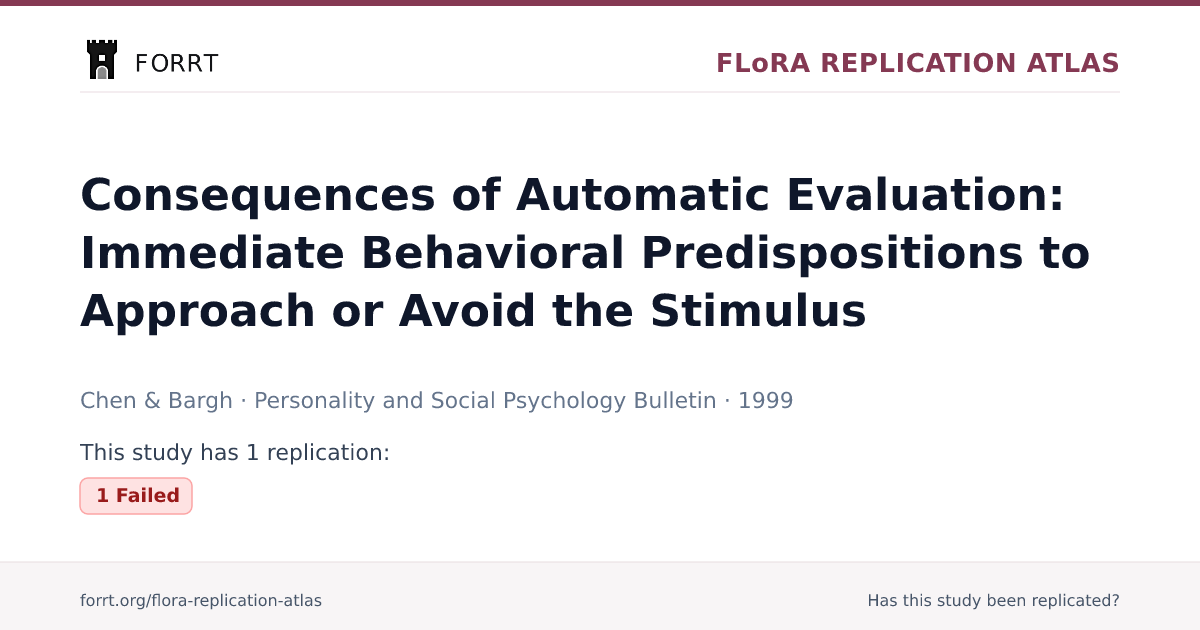 FORRT
FLoRA REPLICATION ATLAS
Consequences of Automatic Evaluation:
Immediate Behavioral Predispositions to
Approach or Avoid the Stimulus
Chen & Bargh · Personality and Social Psychology Bulletin · 1999
This study has 1 replication:
1 Failed
forrt.org/flora-replication-atlas
Has this study been replicated?